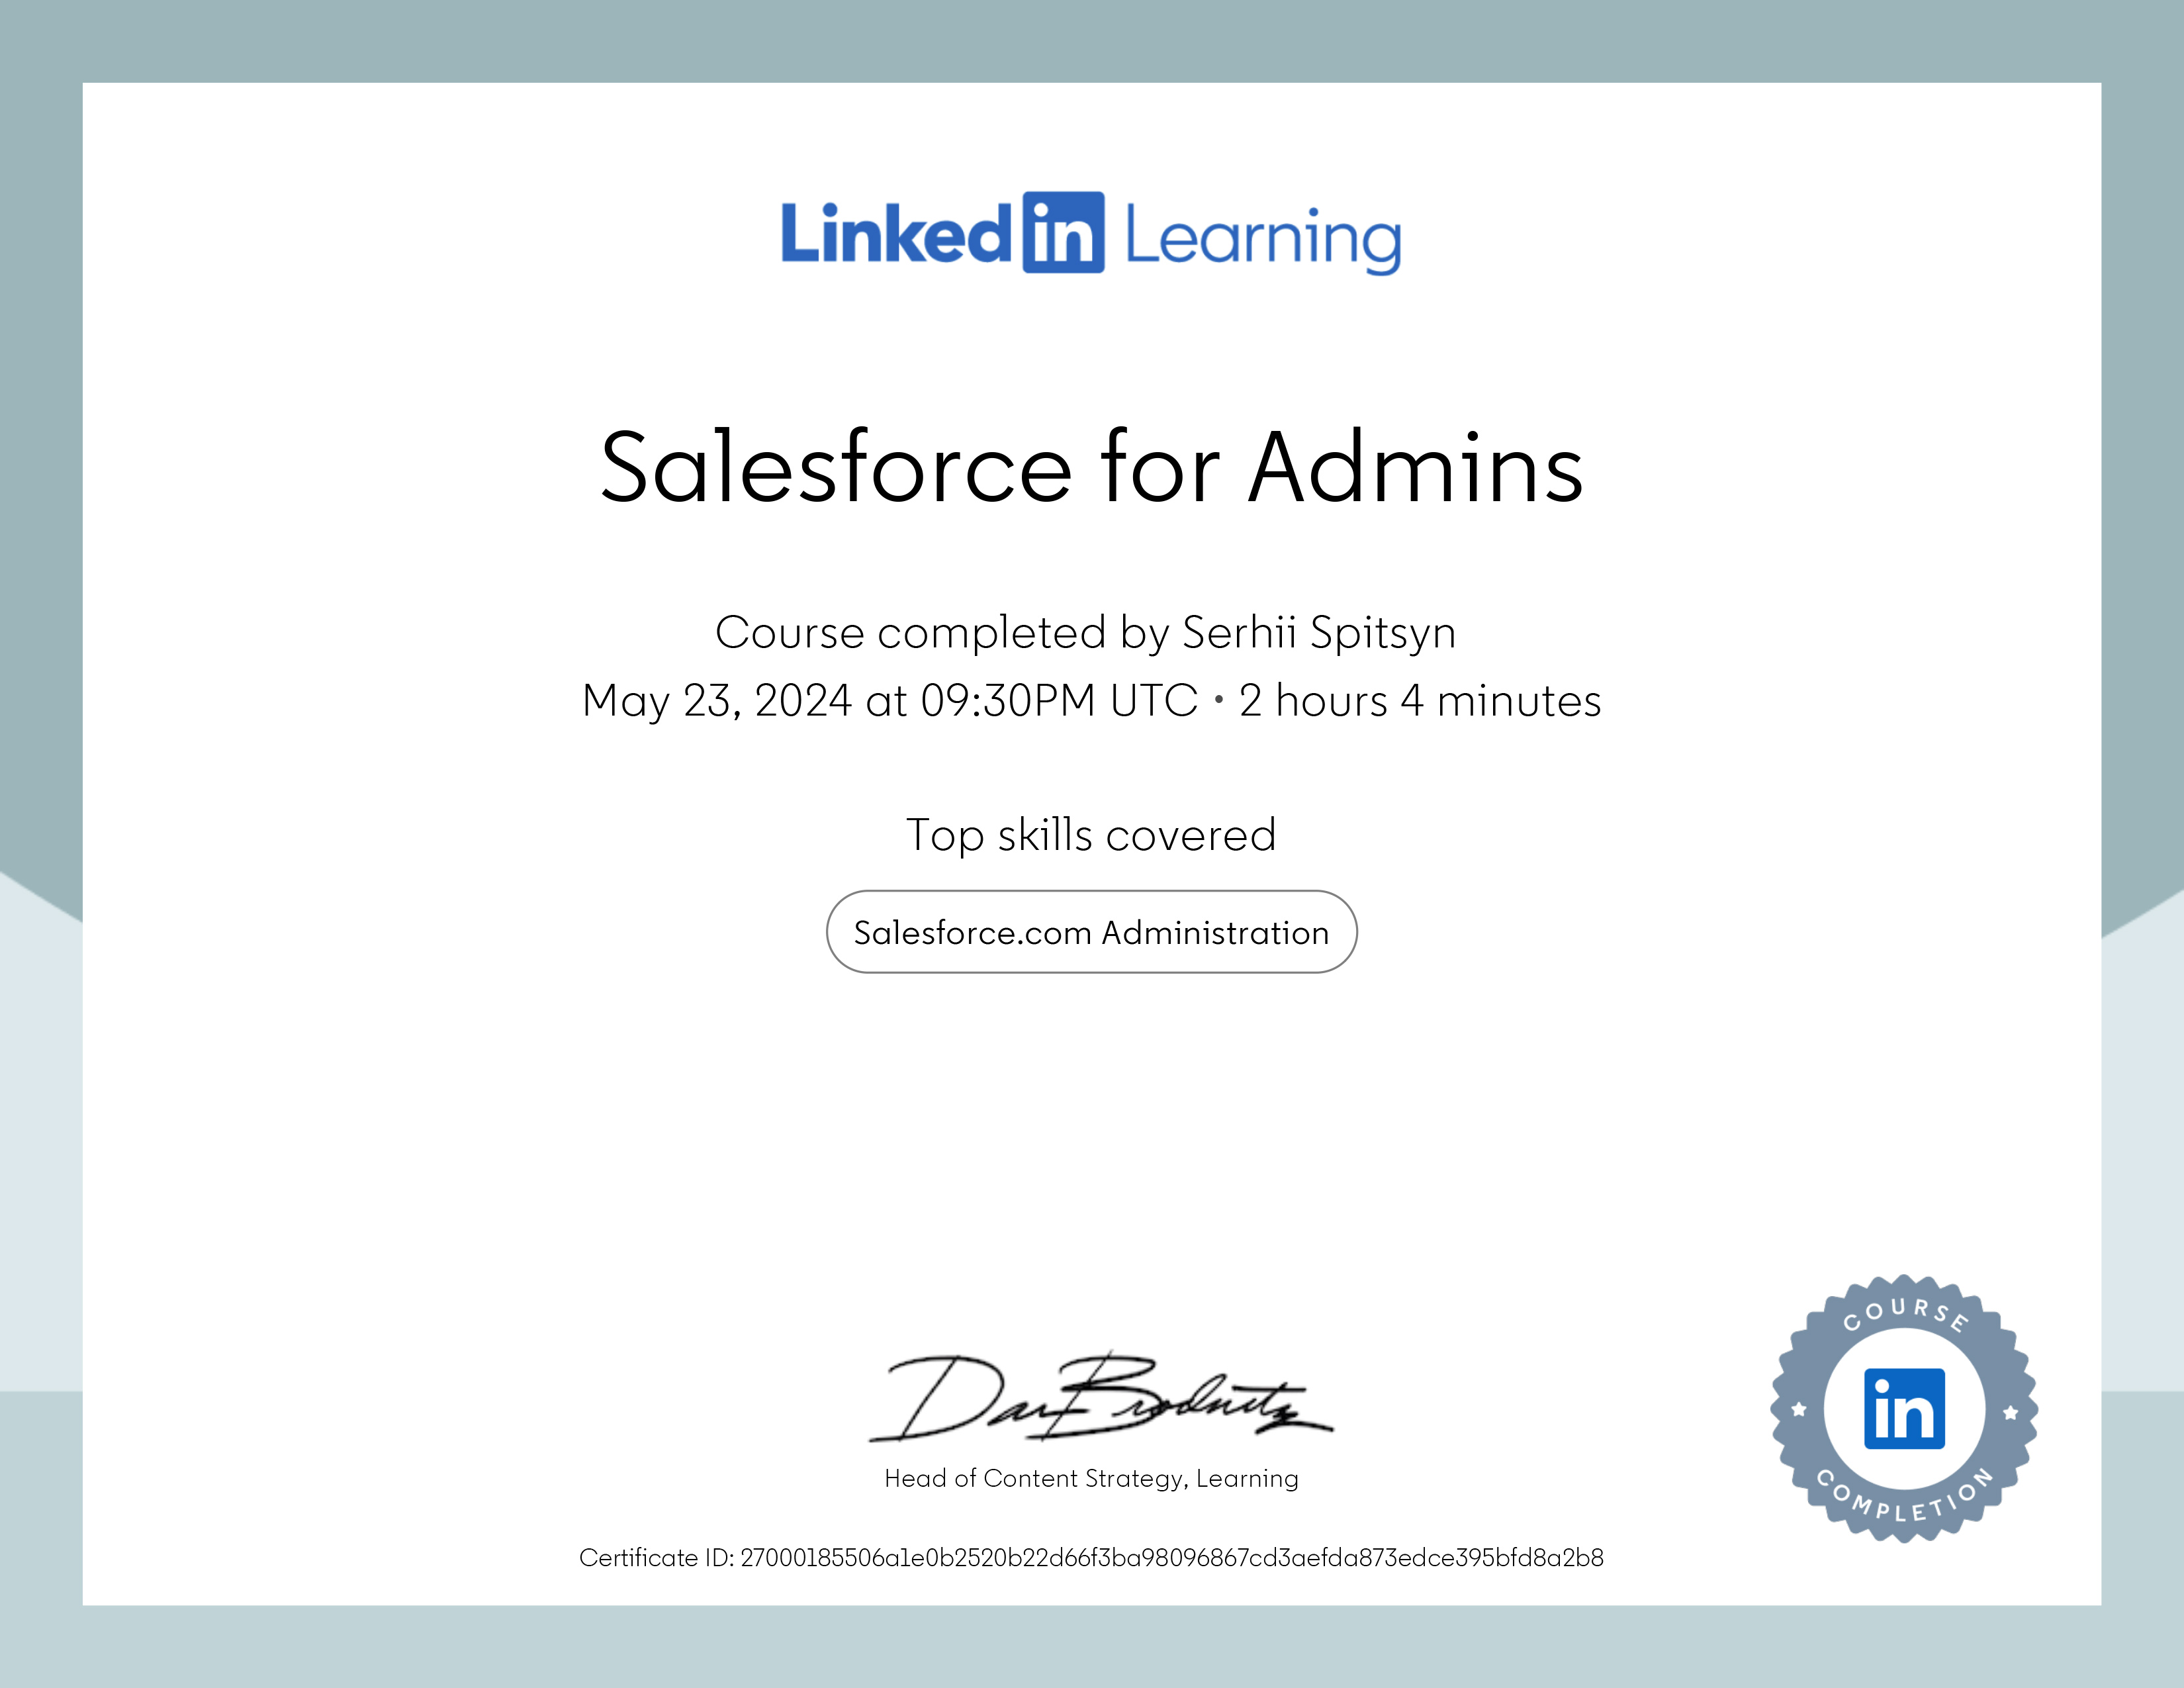 Linked in Learning
Salesforce for Admins
Course completed by Serhii Spitsyn
May 23, 2024 at 09:30PM UTC • 2 hours 4 minutes
Top skills covered
Salesforce.com Administration
Dan Brodnitz
Head of Content Strategy, Learning
COURSE
in
COMPLETION
Certificate ID: 27000185506a1e0b2520b22d66f3ba98096867cd3aefda873edce395bfd8a2b8